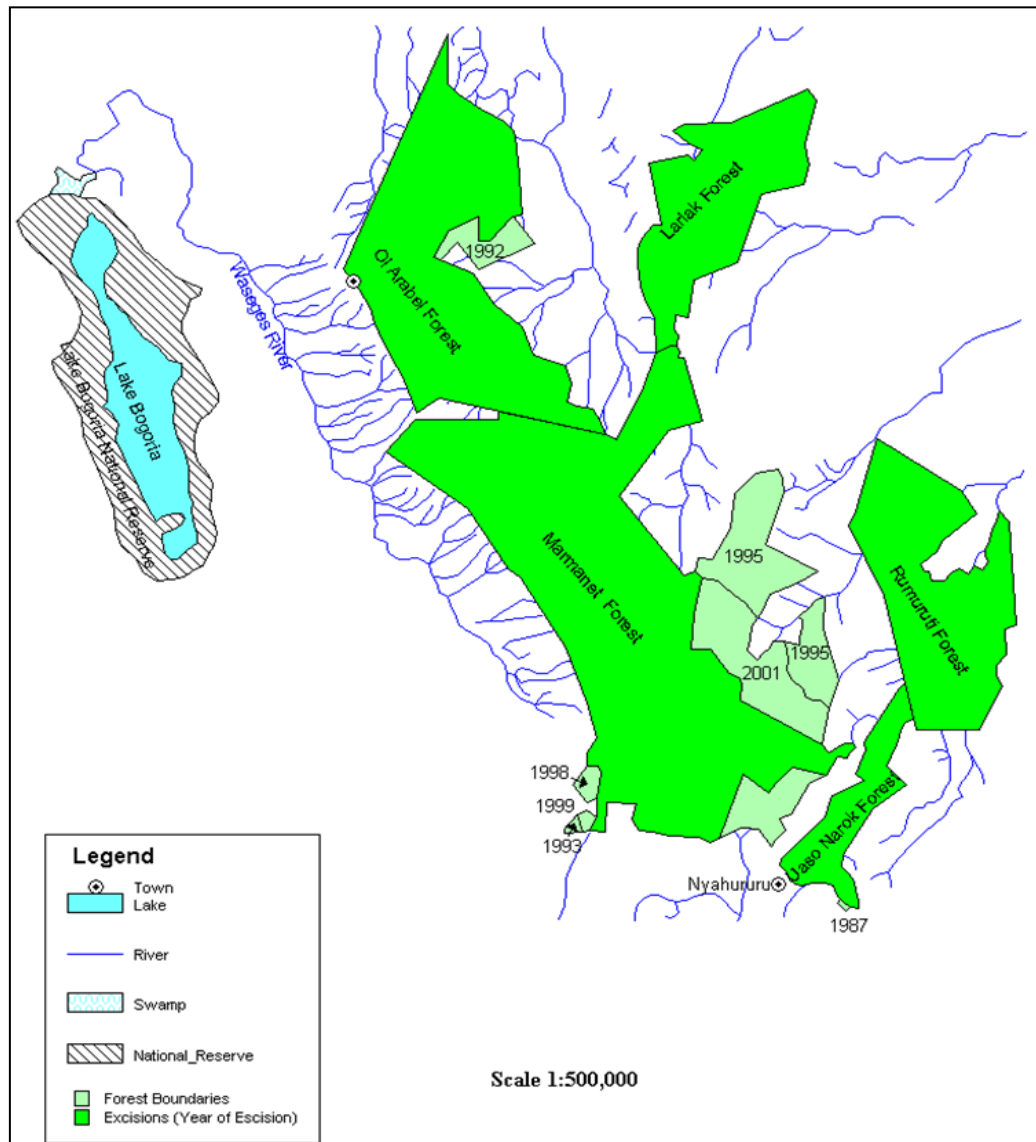 Larlak Forest
1992
Ol Arabel Forest
Waseges River
Lake Bogoria
Lake Bogoria National Reserve
Marmanet Forest
1995
Rumuruti Forest
1995
2001
1998
1999
1993
Uaso Narok Forest
Nyahururu
1987
Legend
Town
Lake
River
Swamp
National_Reserve
Forest Boundaries
Excisions (Year of Escision)
Scale 1:500,000